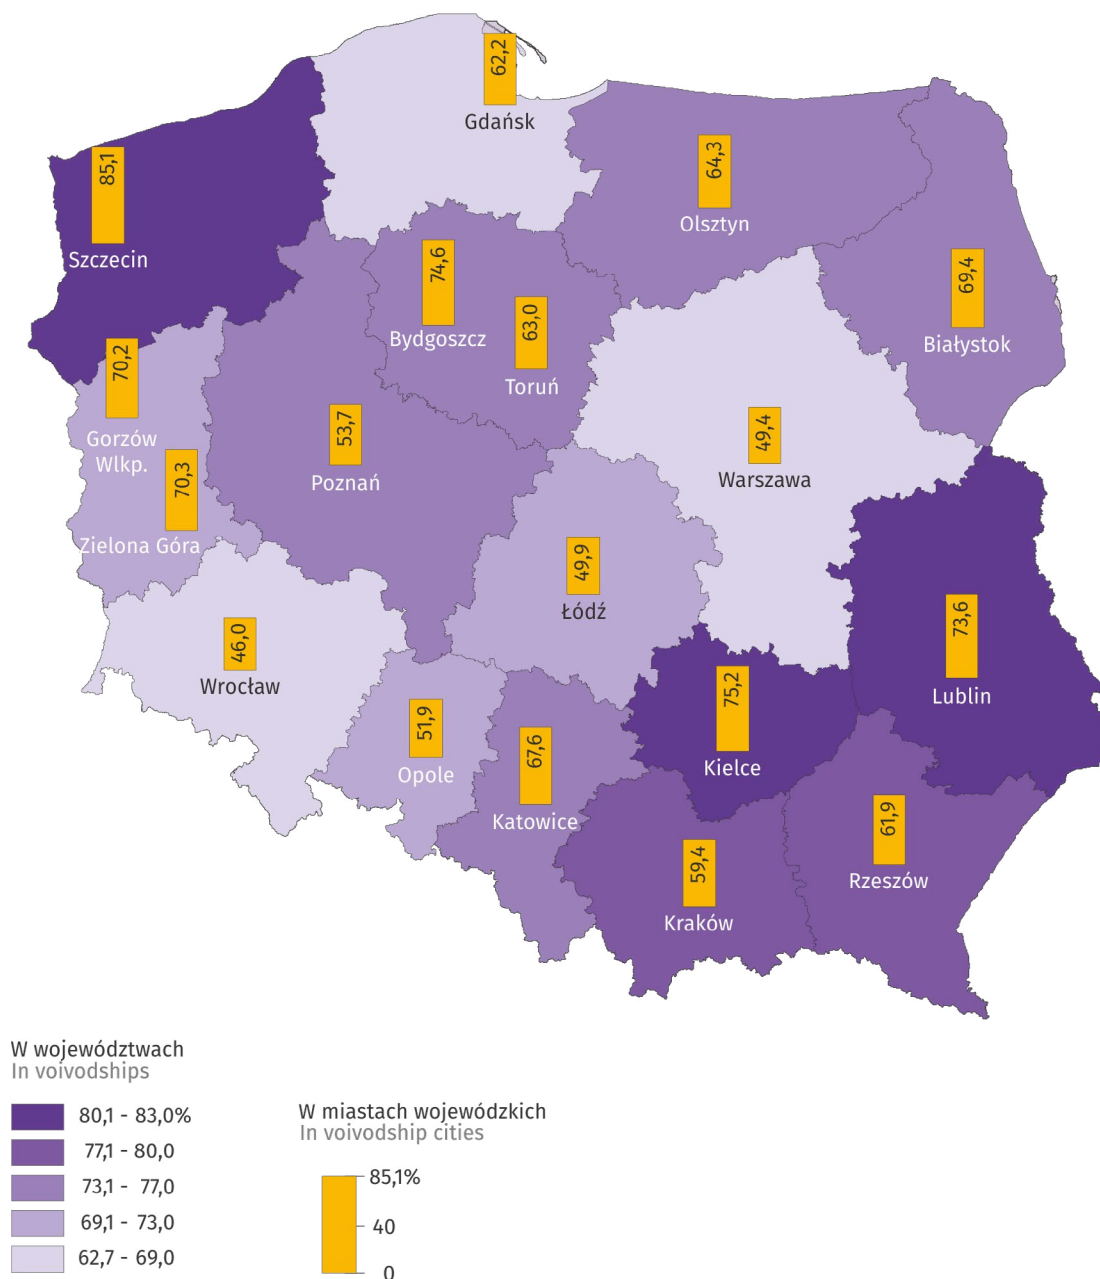 62,2
Gdańsk
85,1
Szczecin
64,3
Olsztyn
74,6
Bydgoszcz
63,0
Toruń
69,4
Białystok
70,2
Gorzów
Wlkp.
70,3
Zielona Góra
53,7
Poznań
49,4
Warszawa
49,9
Łódź
46,0
Wrocław
73,6
Lublin
51,9
Opole
67,6
Katowice
75,2
Kielce
59,4
Kraków
61,9
Rzeszów
W województwach
In voivodships
80,1 - 83,0%
77,1 - 80,0
73,1 - 77,0
69,1 - 73,0
62,7 - 69,0
W miastach wojewódzkich
In voivodship cities
85,1%
40
0